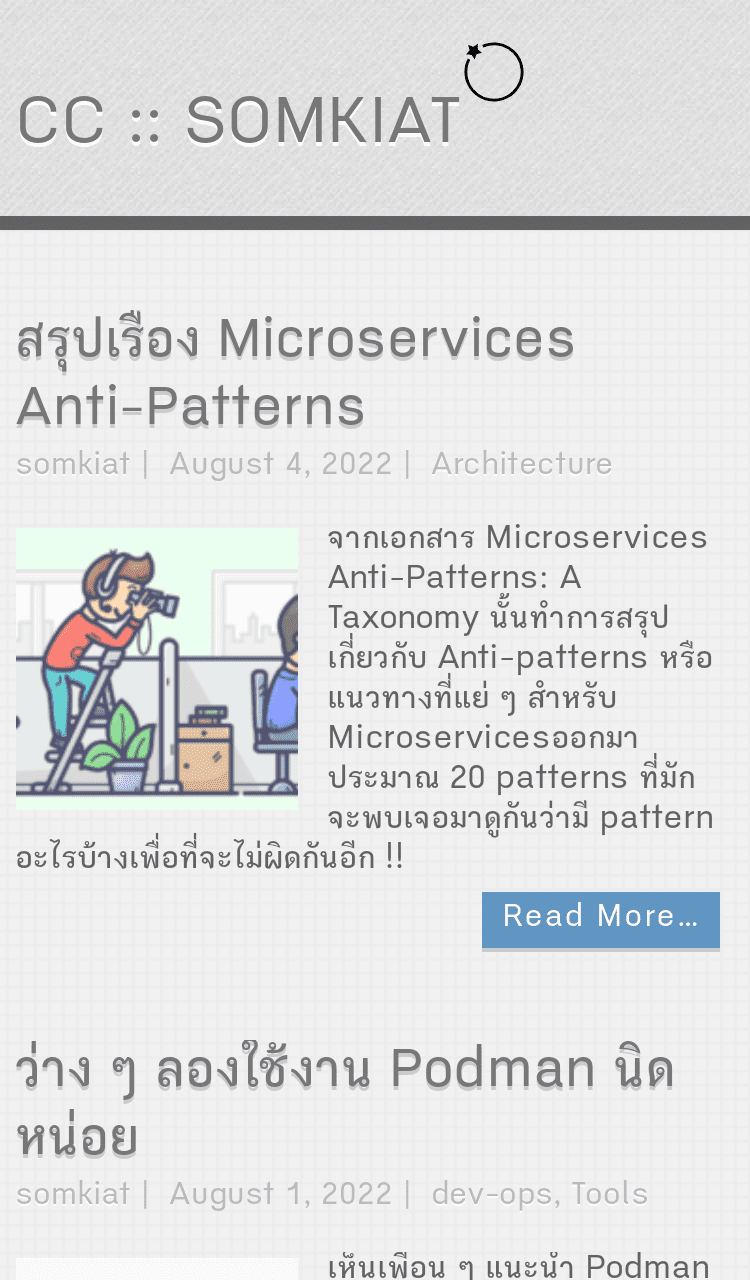 CC :: SOMKIAT
สรุปเรื่อง Microservices
Anti-Patterns
somkiat | August 4, 2022 | Architecture
จากเอกสาร Microservices
Anti-Patterns: A
Taxonomy นั้นทำการสรุป
เกี่ยวกับ Anti-patterns หรือ
แนวทางที่แย่ ๆ สำหรับ
Microservicesออกมา
ประมาณ 20 patterns ที่มัก
จะพบเจอมาดูกันว่ามี pattern
อะไรบ้างเพื่อที่จะไม่ผิดกันอีก !!
Read More…
ว่าง ๆ ลองใช้งาน Podman นิด
หน่อย
somkiat | August 1, 2022 | dev-ops, Tools
เห็นเพื่อน ๆ แนะนำ Podman